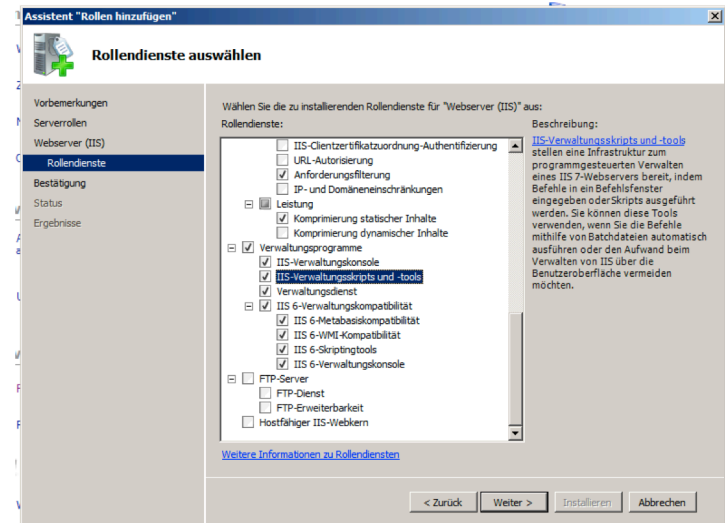 Assistent "Rollen hinzufügen"
Rollendienste auswählen
Vorbemerkungen
Serverrollen
Webserver (IIS)
Rollendienste
Bestätigung
Status
Ergebnisse
Wählen Sie die zu installierenden Rollendienste für "Webserver (IIS)" aus:
Rollendienste:
IIS-Clientzertifikatzuordnung-Authentifizierung
URL-Autorisierung
Anforderungsfilterung
IP- und Domäneneinschränkungen
Leistung
Komprimierung statischer Inhalte
Komprimierung dynamischer Inhalte
Verwaltungsprogramme
IIS-Verwaltungskonsole
IIS-Verwaltungsskripts und -tools
Verwaltungsdienst
IIS 6-Verwaltungskompatibilität
IIS 6-Metabasiskompatibilität
IIS 6-WMI-Kompatibilität
IIS 6-Skriptingtools
IIS 6-Verwaltungskonsole
FTP-Server
FTP-Dienst
FTP-Erweiterbarkeit
Hostfähiger IIS-Webkern
Weitere Informationen zu Rollendiensten
Beschreibung:
IIS-Verwaltungsskripts und -tools
stellen eine Infrastruktur zum
programmgesteuerten Verwalten
eines IIS 7-Webservers bereit, indem
Befehle in ein Befehlsfenster
eingegeben oderSkripts ausgeführt
werden. Sie können diese Tools
verwenden, wenn Sie die Befehle
mithilfe von Batchdateien automatisch
ausführen oder den Aufwand beim
Verwalten von IIS über die
Benutzeroberfläche vermeiden
möchten.
< Zurück
Weiter >
Installieren
Abbrechen